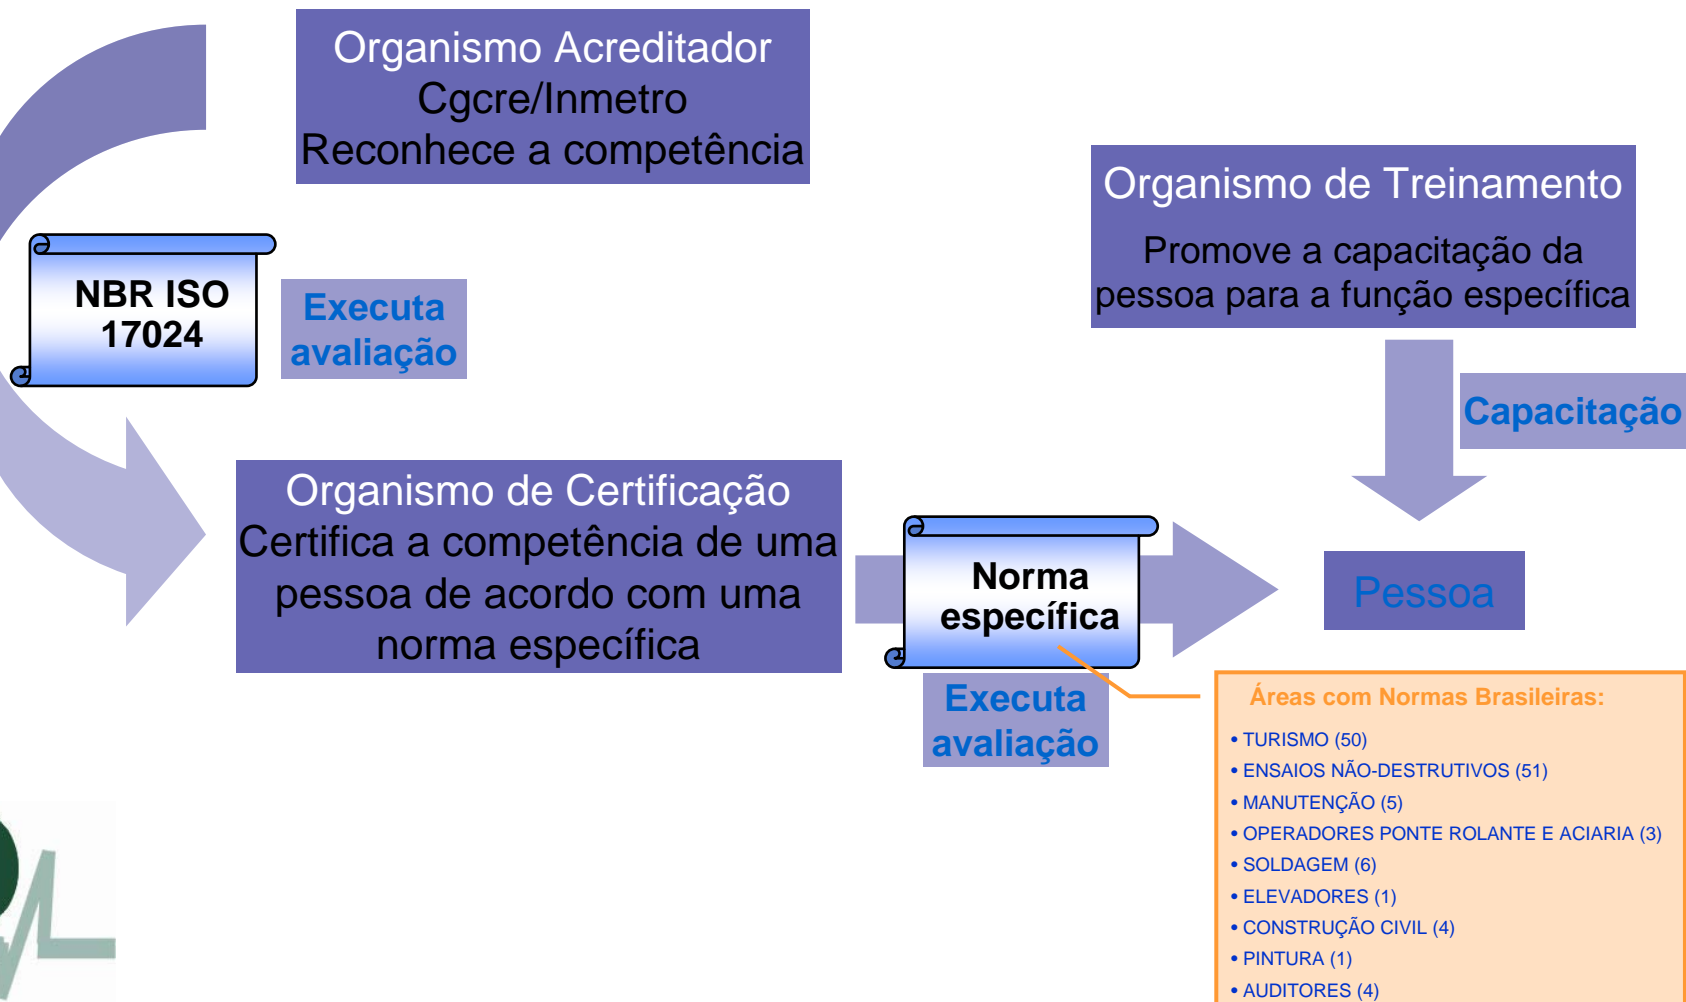 Organismo Acreditador
Cgcre/Inmetro
Reconhece a competência
Organismo de Treinamento
Promove a capacitação da
pessoa para a função específica
NBR ISO
17024
Executa
avaliação
Capacitação
Organismo de Certificação
Certifica a competência de uma
pessoa de acordo com uma
norma específica
Norma
específica
Executa
avaliação
Pessoa
Áreas com Normas Brasileiras:
• TURISMO (50)
• ENSAIOS NÃO-DESTRUTIVOS (51)
• MANUTENÇÃO (5)
• OPERADORES PONTE ROLANTE E ACIARIA (3)
• SOLDAGEM (6)
• ELEVADORES (1)
• CONSTRUÇÃO CIVIL (4)
• PINTURA (1)
• AUDITORES (4)